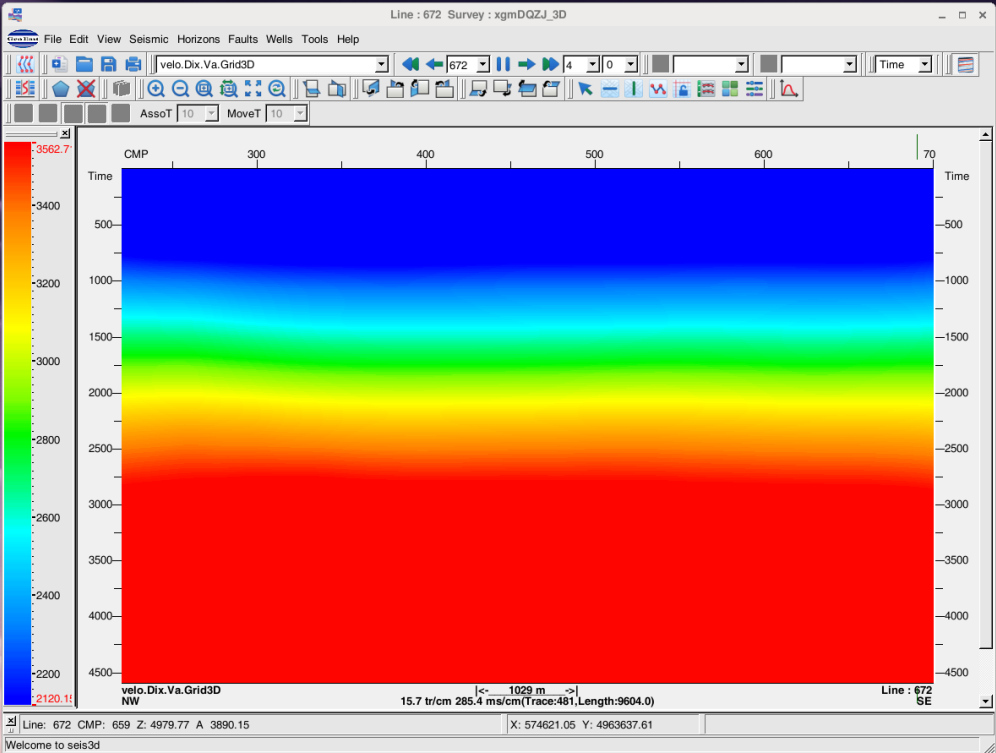 Line : 672 Survey : xgmDQZJ_3D
File Edit View Seismic Horizons Faults Wells Tools Help
velo.Dix.Va.Grid3D 672 4 0 Time
AssoT 10 MoveT 10
3562.7
3400
3200
3000
2800
2600
2400
2200
2120.15
CMP 300 400 500 600 70
Time Time
500 500
1000 1000
1500 1500
2000 2000
2500 2500
3000 3000
3500 3500
4000 4000
4500 4500
velo.Dix.Va.Grid3D |<- 1029 m ->| Line : 672
NW 15.7 tr/cm 285.4 ms/cm(Trace:481,Length:9604.0) SE
Line: 672 CMP: 659 Z: 4979.77 A 3890.15 X: 574621.05 Y: 4963637.61
Welcome to seis3d